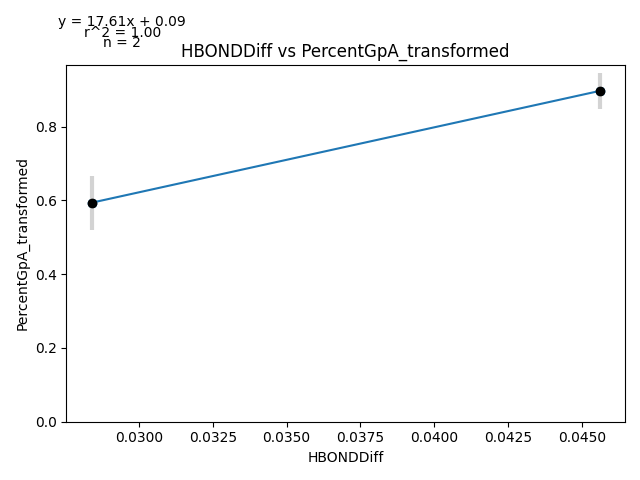 y = 17.61x + 0.09
r^2 = 1.00
n = 2
HBONDDiff vs PercentGpA_transformed
PercentGpA_transformed
0.8
0.6
0.4
0.2
0.0
0.0300 0.0325 0.0350 0.0375 0.0400 0.0425 0.0450
HBONDDiff